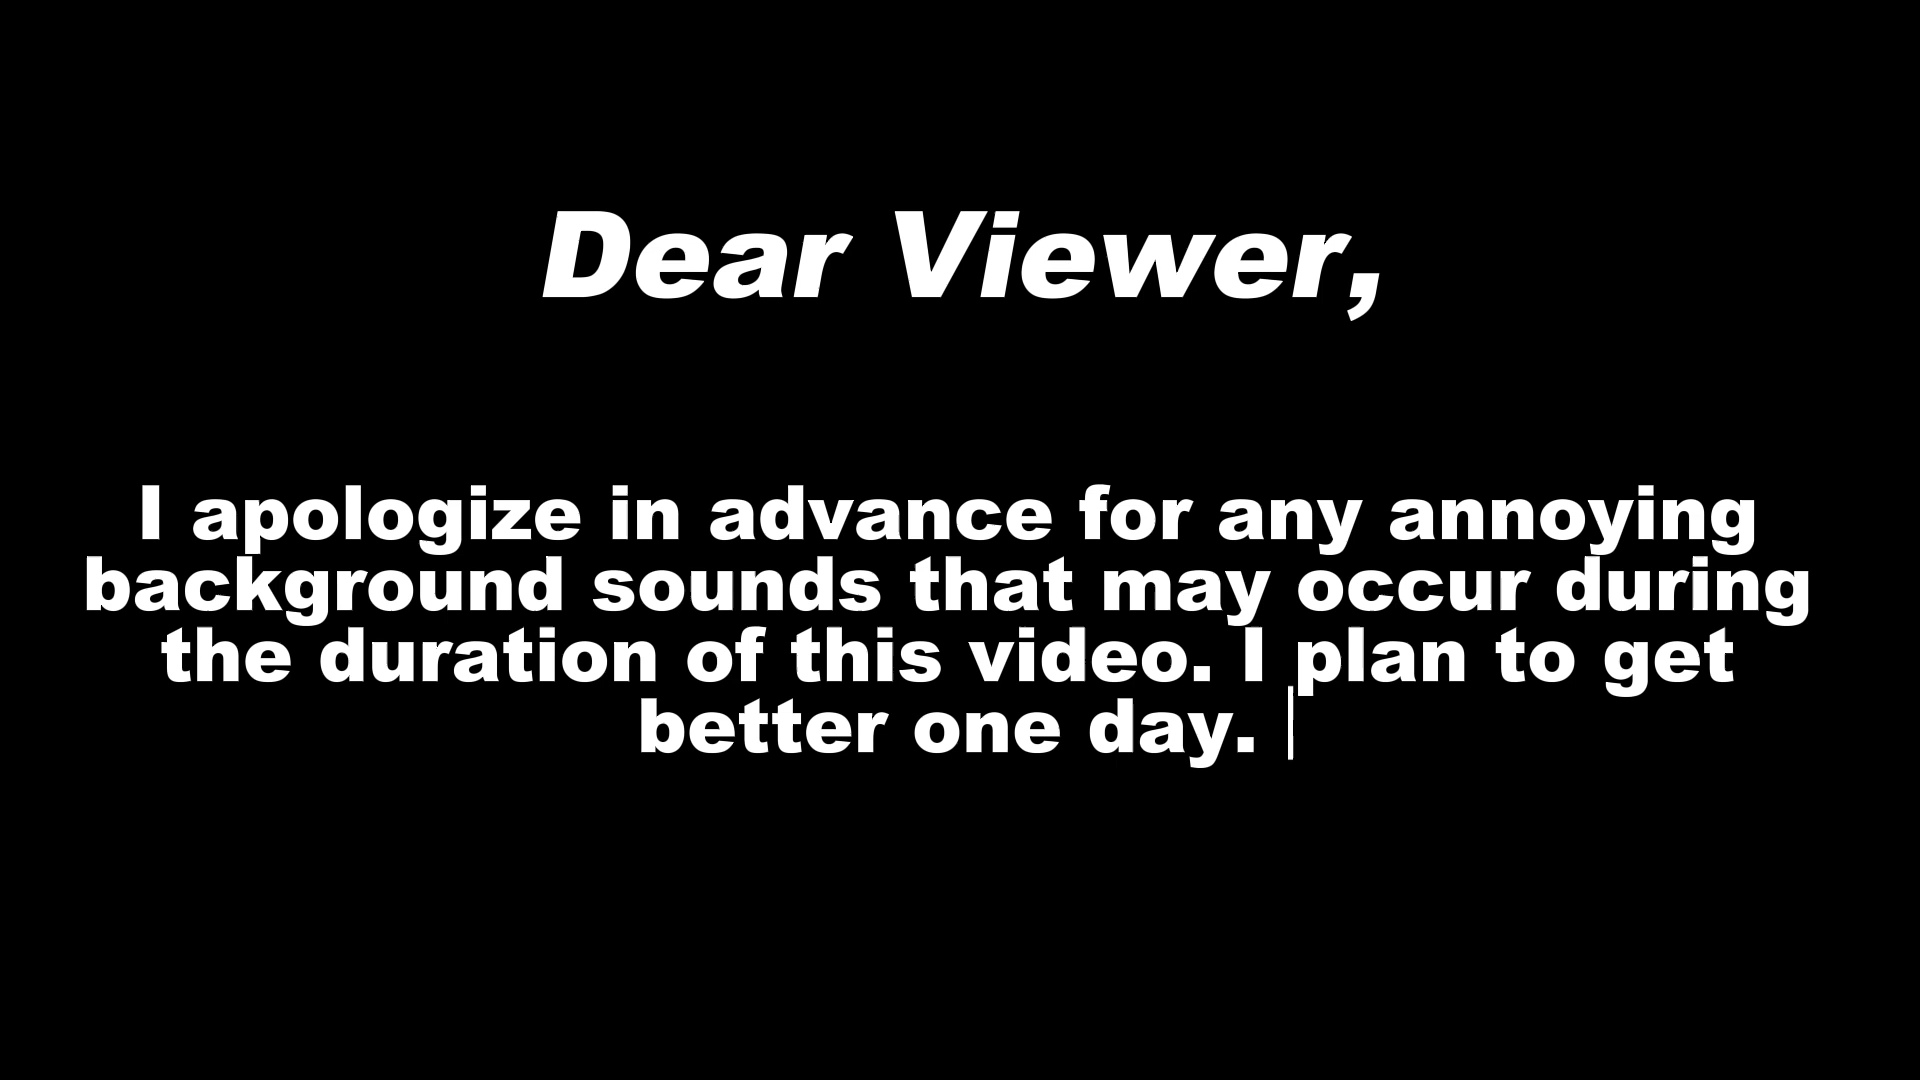 Dear Viewer,
I apologize in advance for any annoying
background sounds that may occur during
the duration of this video. I plan to get
better one day.